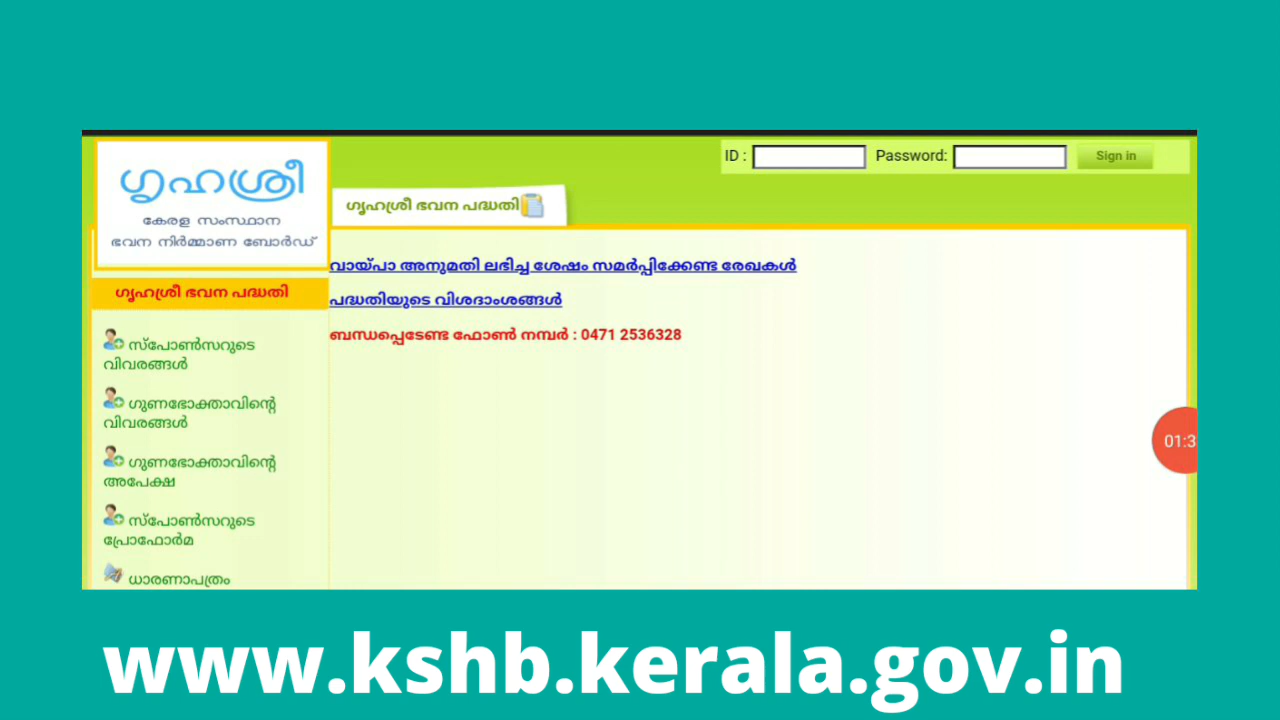 ഗൃഹശ്രീ
കേരള സംസ്ഥാന
ഭവന നിർമ്മാണ ബോർഡ്
ID :
Password:
Sign in
ഗൃഹശ്രീ ഭവന പദ്ധതി
ഗൃഹശ്രീ ഭവന പദ്ധതി
വായ്പാ അനുമതി ലഭിച്ച ശേഷം സമർപ്പിക്കേണ്ട രേഖകൾ
പദ്ധതിയുടെ വിശദാംശങ്ങൾ
ബന്ധപ്പെടേണ്ട ഫോൺ നമ്പർ : 0471 2536328
സ്പോൺസറുടെ
വിവരങ്ങൾ
ഗുണഭോക്താവിന്റെ
വിവരങ്ങൾ
ഗുണഭോക്താവിന്റെ
അപേക്ഷ
സ്പോൺസറുടെ
പ്രോഫോർമ
ധാരണാപത്രം
01:3
www.kshb.kerala.gov.in